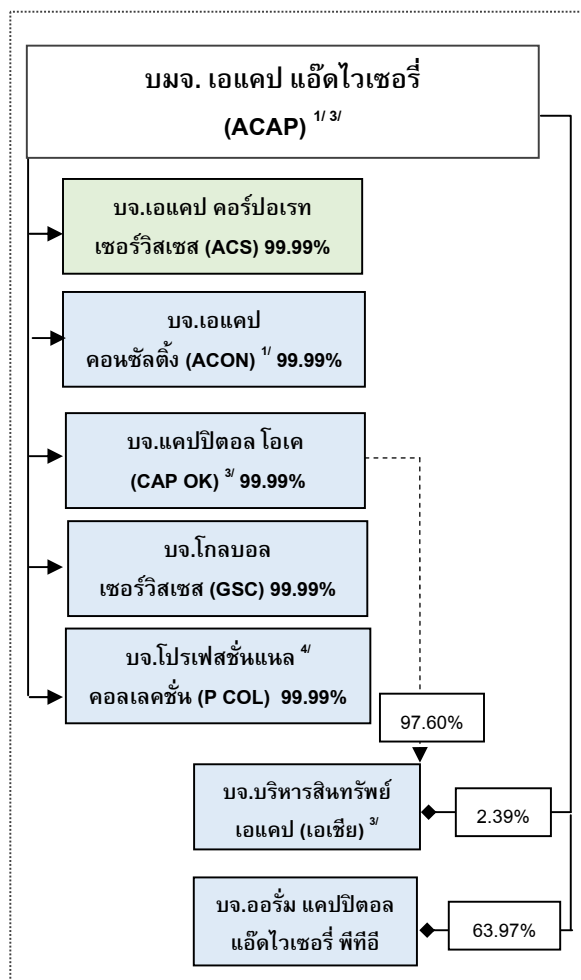 บมจ. เอแคป แอ๊ดไวเซอรี่
(ACAP) 1/ 3/
บจ.เอแคป คอร์ปอเรท
เซอร์วิสเซส (ACS) 99.99%
บจ.เอแคป
คอนซัลติ้ง (ACON) 1/ 99.99%
บจ.แคปปิตอล โอเค
(CAP OK) 3/ 99.99%
บจ.โกลบอล
เซอร์วิสเซส (GSC) 99.99%
บจ.โปรเฟสชั่นแนล 4/
คอลเลคชั่น (P COL) 99.99%
97.60%
บจ.บริหารสินทรัพย์
เอแคป (เอเชีย) 3/
2.39%
บจ.ออรั่ม แคปปิตอล
แอ๊ดไวเซอรี่ พีทีอี
63.97%